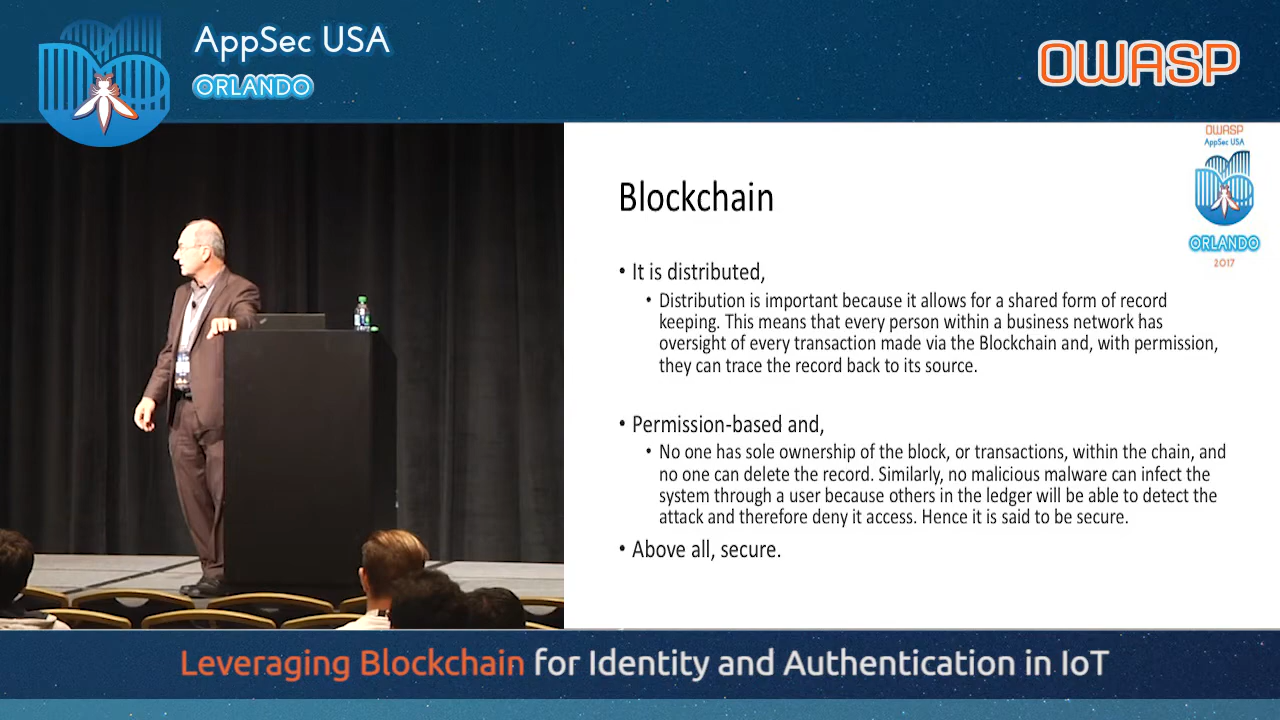 AppSec USA
ORLANDO
OWASP
OWASP
AppSec USA
ORLANDO
2017
Blockchain
• It is distributed,
• Distribution is important because it allows for a shared form of record
keeping. This means that every person within a business network has
oversight of every transaction made via the Blockchain and, with permission,
they can trace the record back to its source.
• Permission-based and,
• No one has sole ownership of the block, or transactions, within the chain, and
no one can delete the record. Similarly, no malicious malware can infect the
system through a user because others in the ledger will be able to detect the
attack and therefore deny it access. Hence it is said to be secure.
• Above all, secure.
Leveraging Blockchain for Identity and Authentication in IoT